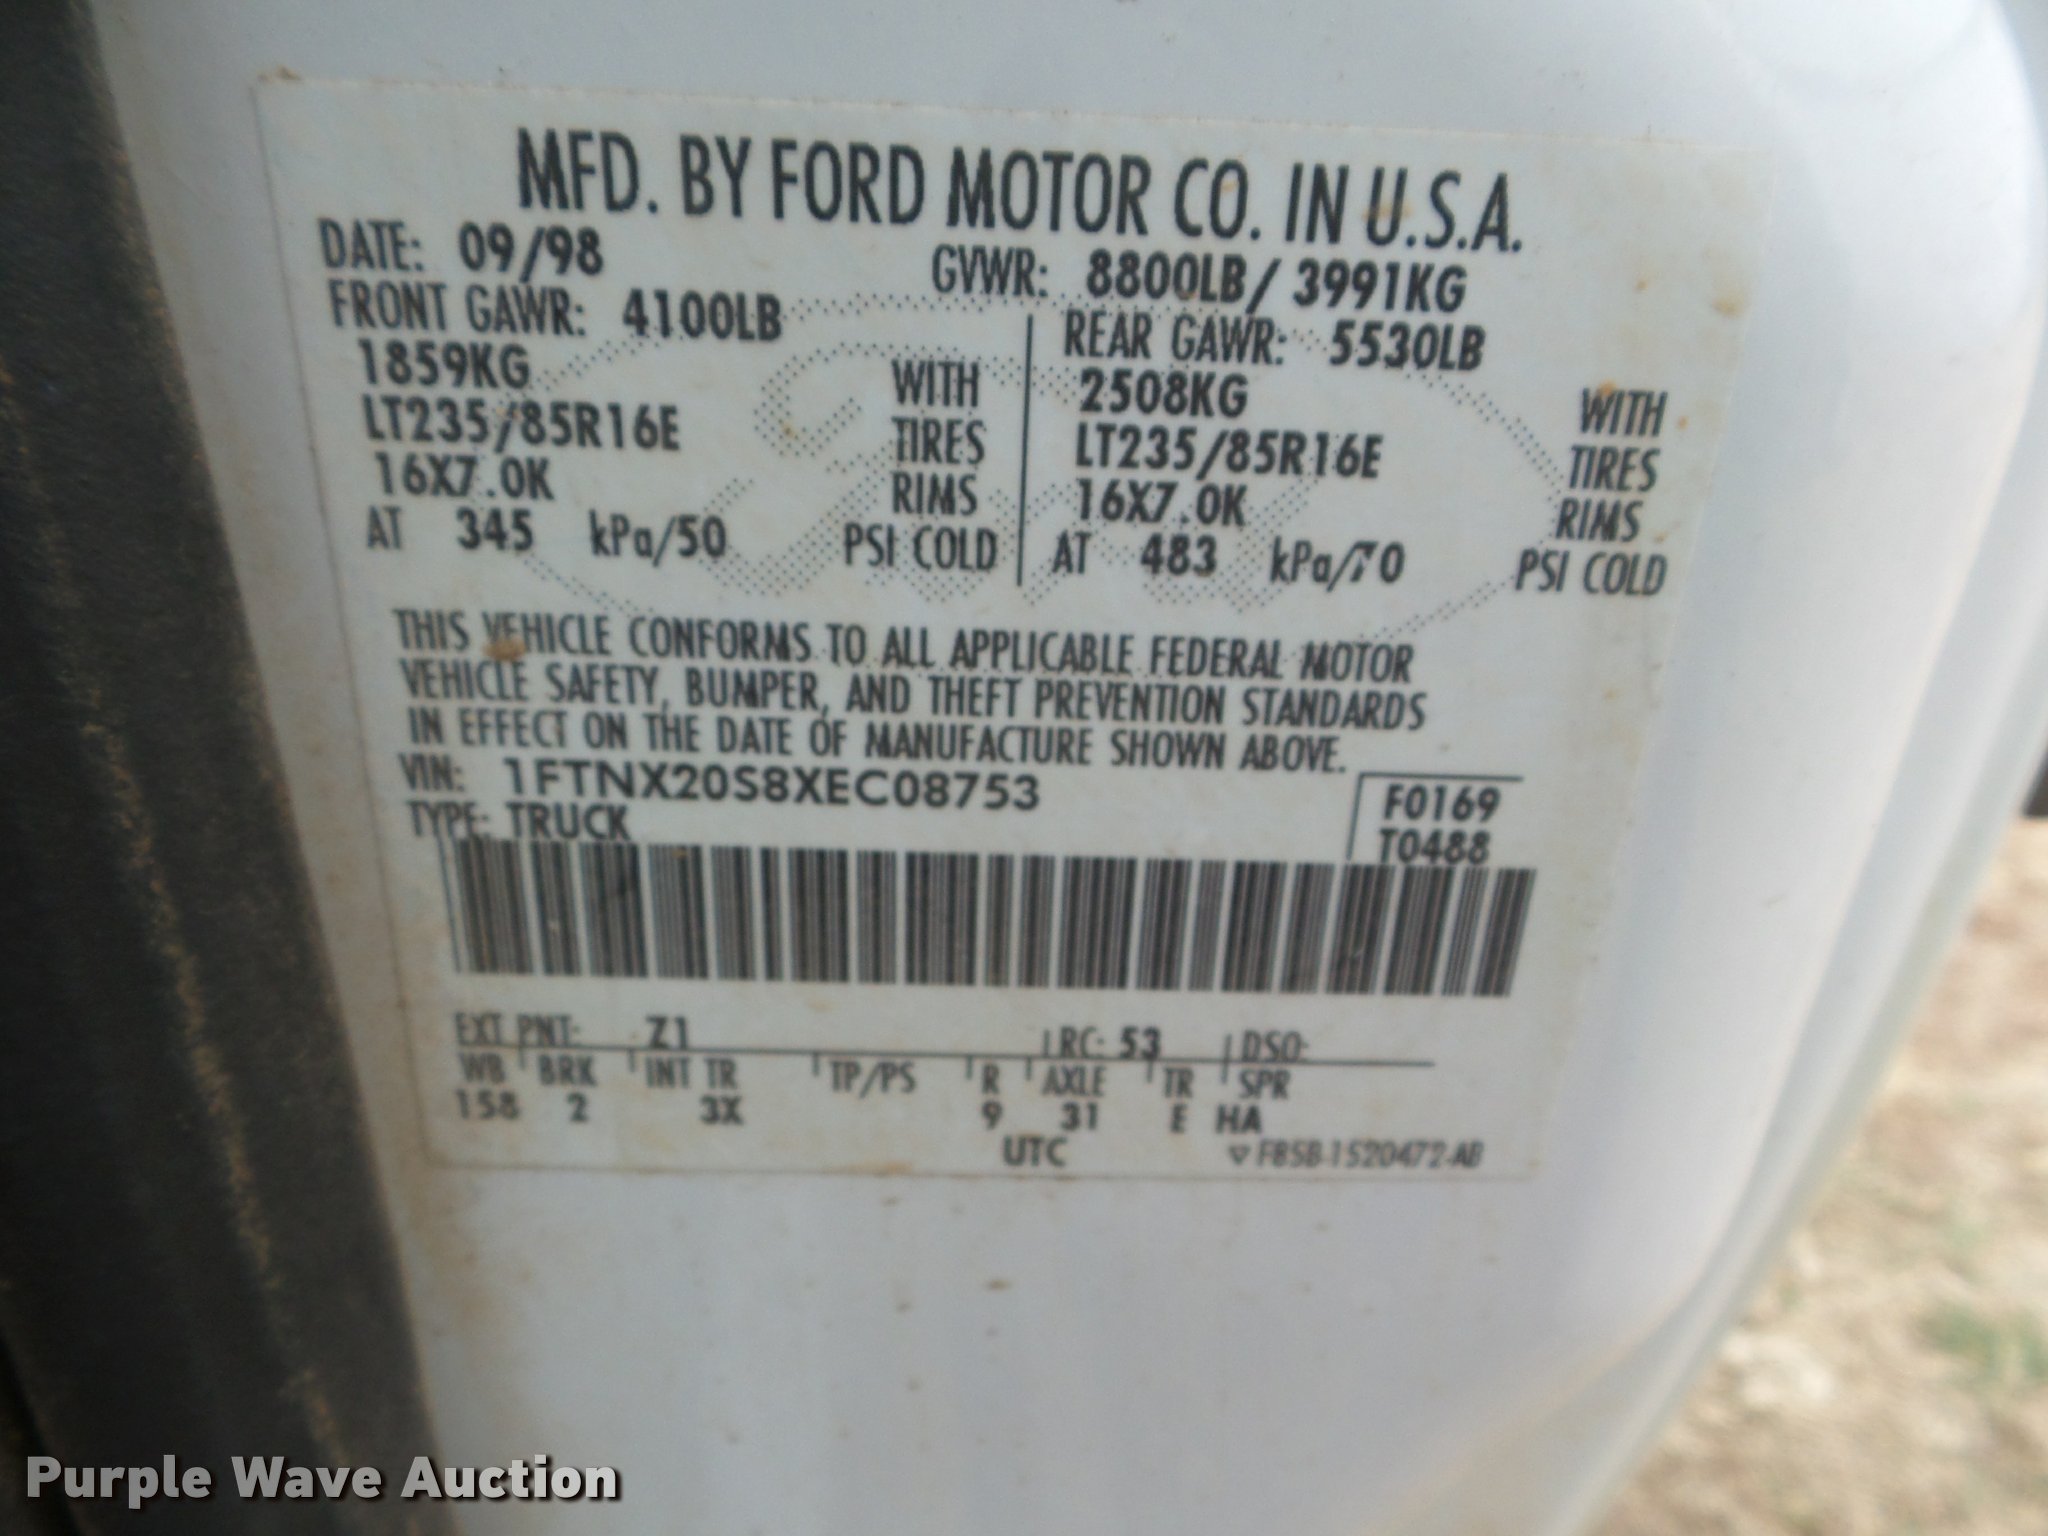 MFD. BY FORD MOTOR CO. IN U.S.A.
DATE: 09/98 GVWR: 8800LB/ 3991KG
FRONT GAWR: 4100LB REAR GAWR: 5530LB
1859KG WITH 2508KG WITH
LT235/85R16E TIRES LT235/85R16E TIRES
16X7.0K RIMS 16X7.0K RIMS
AT 345 kPa/50 PSI COLD AT 483 kPa/70 PSI COLD
THIS VEHICLE CONFORMS TO ALL APPLICABLE FEDERAL MOTOR
VEHICLE SAFETY, BUMPER, AND THEFT PREVENTION STANDARDS
IN EFFECT ON THE DATE OF MANUFACTURE SHOWN ABOVE.
VIN: 1FTNX20S8XEC08753 F0169
TYPE: TRUCK T0488
EXT PNT: Z1 RC: 53 DSO:
WB BRK INT TR TP/PS R AXLE TR SPR
158 2 3X 9 31 E HA
UTC ▽ F85B-1520472-AB
Purple Wave Auction